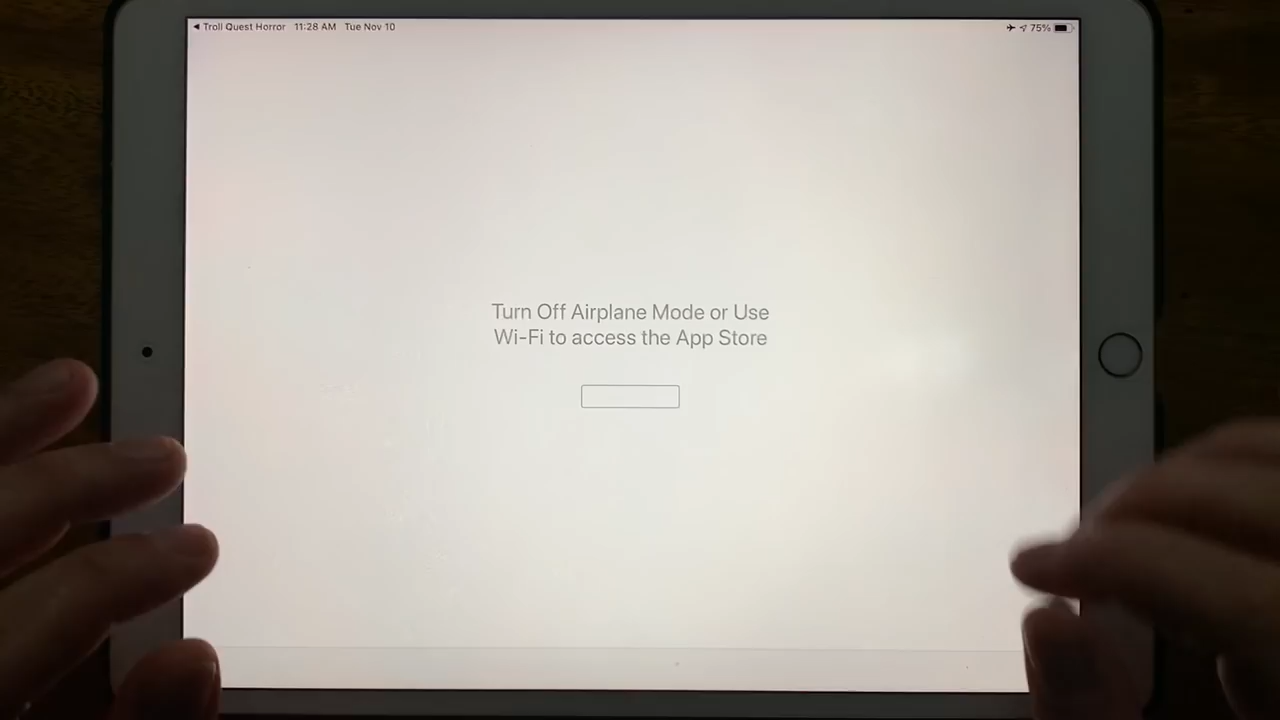 Troll Quest Horror 11:28 AM Tue Nov 10
75%
Turn Off Airplane Mode or Use
Wi-Fi to access the App Store